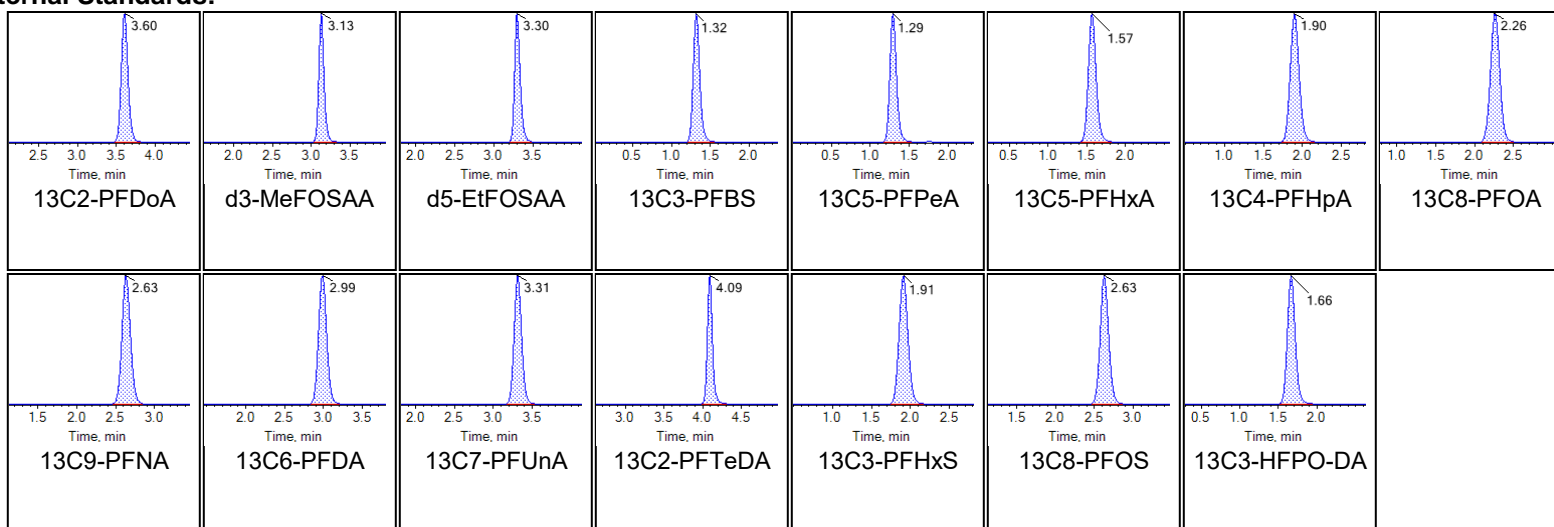 ternal Standards:
3.60
2.5 3.0 3.5 4.0
Time, min
13C2-PFDoA
3.13
2.0 2.5 3.0 3.5
Time, min
d3-MeFOSAA
3.30
2.0 2.5 3.0 3.5
Time, min
d5-EtFOSAA
1.32
0.5 1.0 1.5 2.0
Time, min
13C3-PFBS
1.29
0.5 1.0 1.5 2.0
Time, min
13C5-PFPeA
1.57
0.5 1.0 1.5 2.0
Time, min
13C5-PFHxA
1.90
1.0 1.5 2.0 2.5
Time, min
13C4-PFHpA
2.26
1.0 1.5 2.0 2.5
Time, min
13C8-PFOA
2.63
1.5 2.0 2.5 3.0
Time, min
13C9-PFNA
2.99
2.0 2.5 3.0 3.5
Time, min
13C6-PFDA
3.31
2.0 2.5 3.0 3.5
Time, min
13C7-PFUnA
4.09
3.0 3.5 4.0 4.5
Time, min
13C2-PFTeDA
1.91
1.0 1.5 2.0 2.5
Time, min
13C3-PFHxS
2.63
1.5 2.0 2.5 3.0
Time, min
13C8-PFOS
1.66
0.5 1.0 1.5 2.0
Time, min
13C3-HFPO-DA